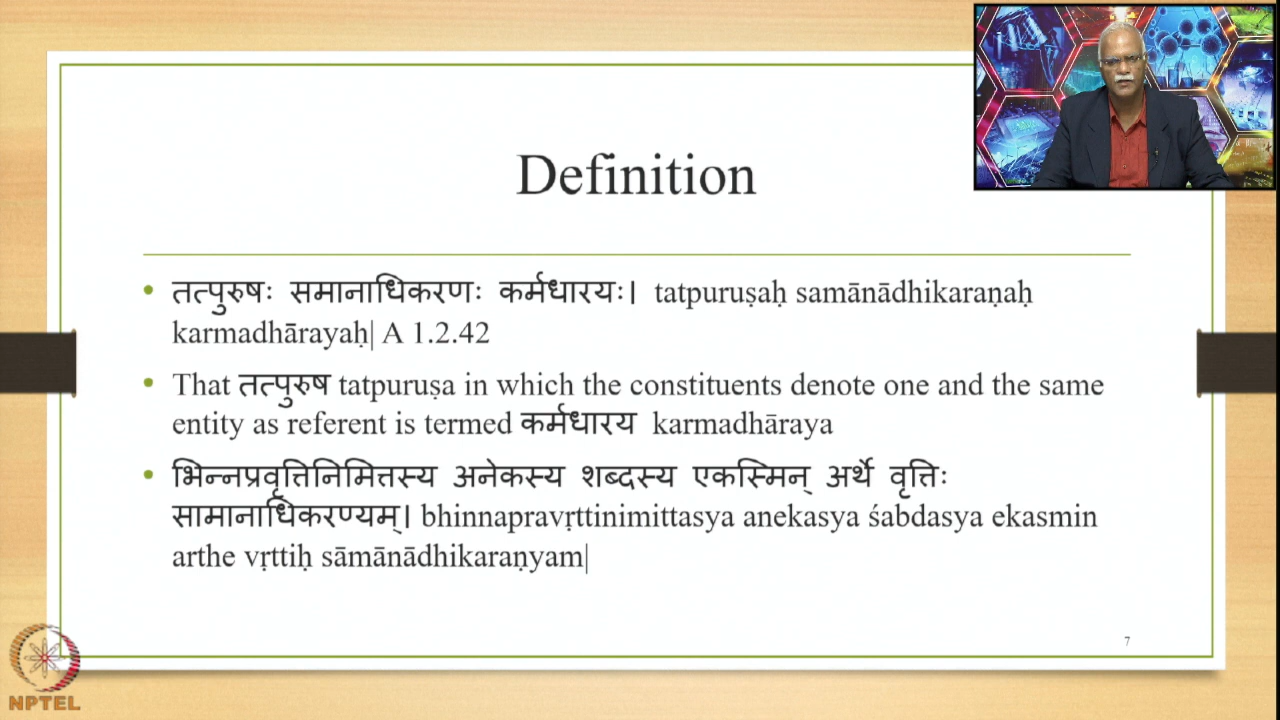 Definition
• तत्पुरुषः समानाधिकरणः कर्मधारयः। tatpuruṣaḥ samānādhikaraṇaḥ
karmadhārayaḥ| A 1.2.42
• That तत्पुरुष tatpuruṣa in which the constituents denote one and the same
entity as referent is termed कर्मधारय karmadhāraya
• भिन्नप्रवृत्तिनिमित्तस्य अनेकस्य शब्दस्य एकस्मिन् अर्थे वृत्तिः
सामानाधिकरण्यम्। bhinnapravṛttinimittasya anekasya śabdasya ekasmin
arthe vṛttiḥ sāmānādhikaraṇyam|
7
NPTEL